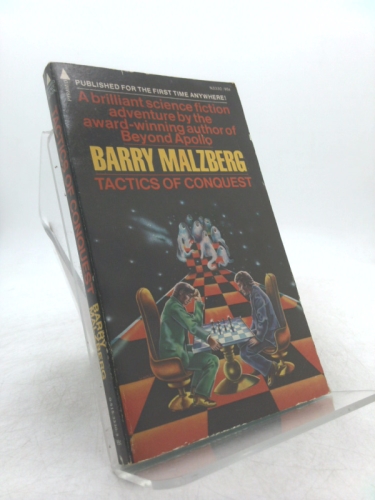 PUBLISHED FOR THE FIRST TIME ANYWHERE!
A brilliant science fiction
adventure by the
award-winning author of
Beyond Apollo
BARRY MALZBERG
TACTICS OF CONQUEST
TACTICS OF CONQUEST
BARRY